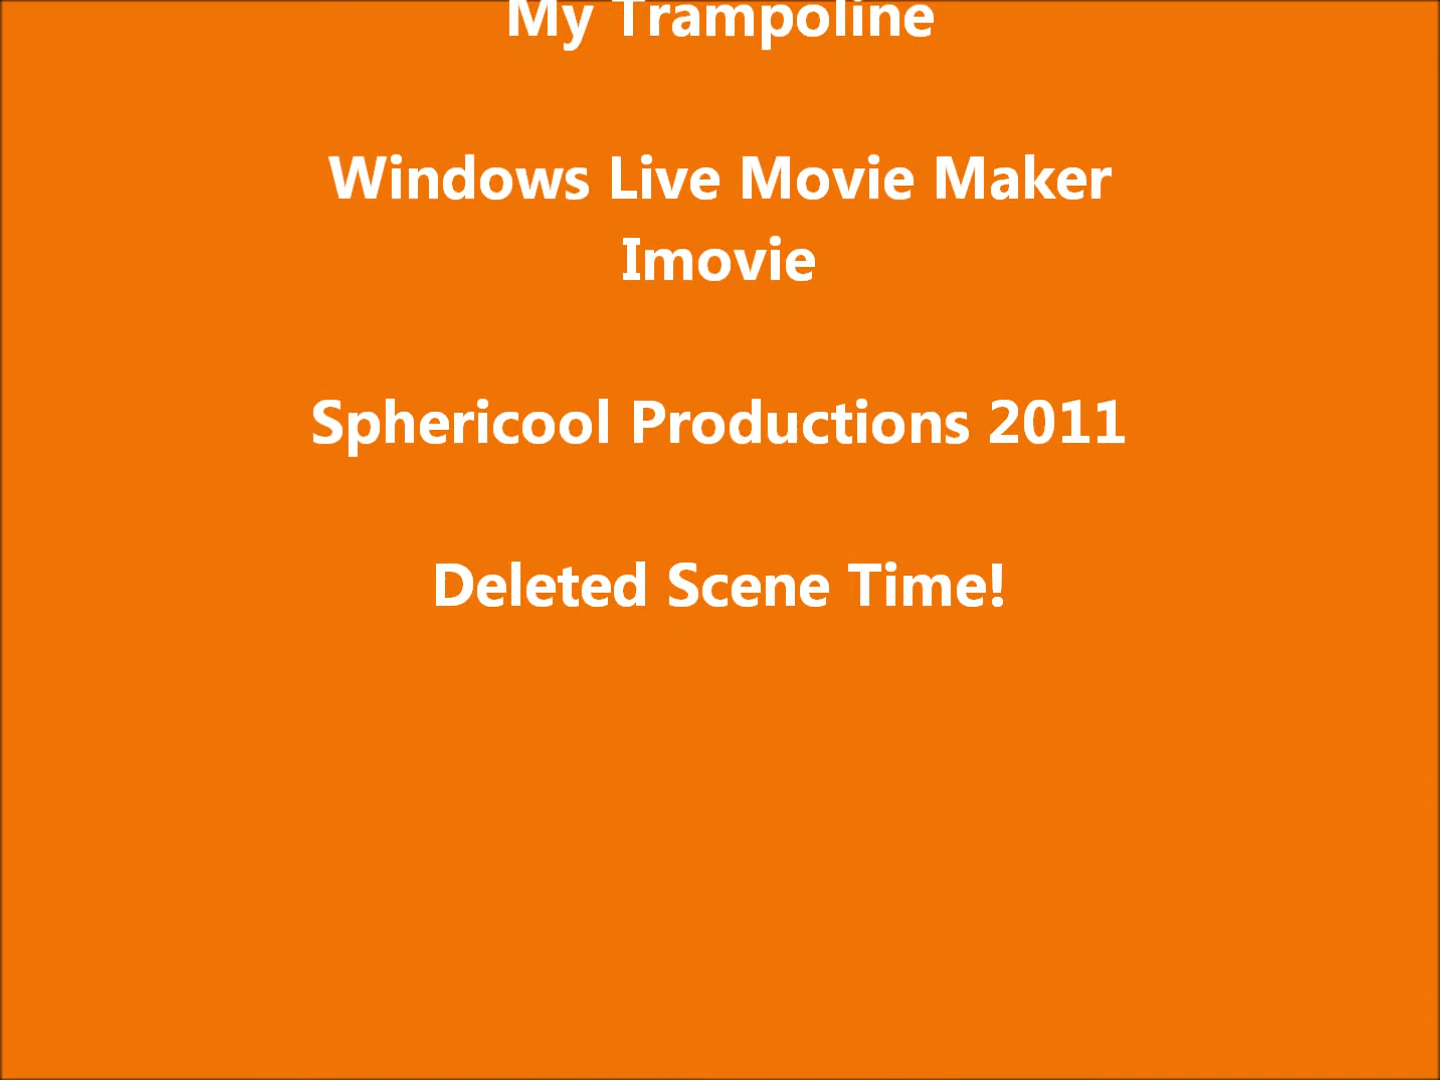 My Trampoline
Windows Live Movie Maker
Imovie
Sphericool Productions 2011
Deleted Scene Time!